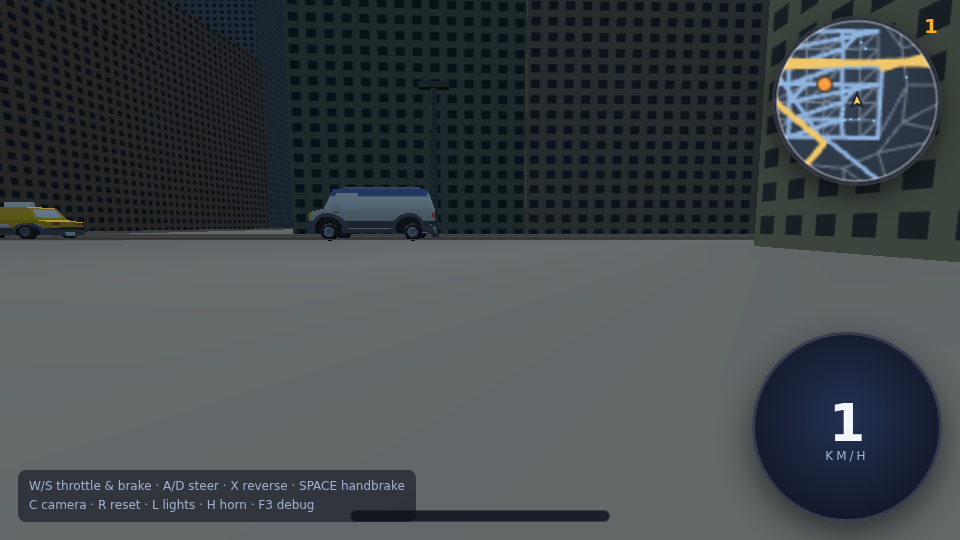 1
1
KM/H
W/S throttle & brake · A/D steer · X reverse · SPACE handbrake
C camera · R reset · L lights · H horn · F3 debug